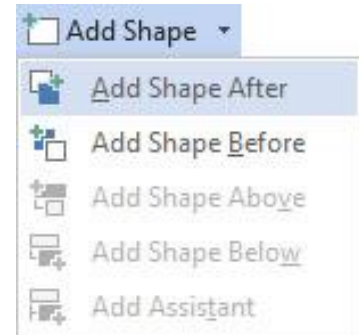 Add Shape
Add Shape After
Add Shape Before
Add Shape Above
Add Shape Below
Add Assistant